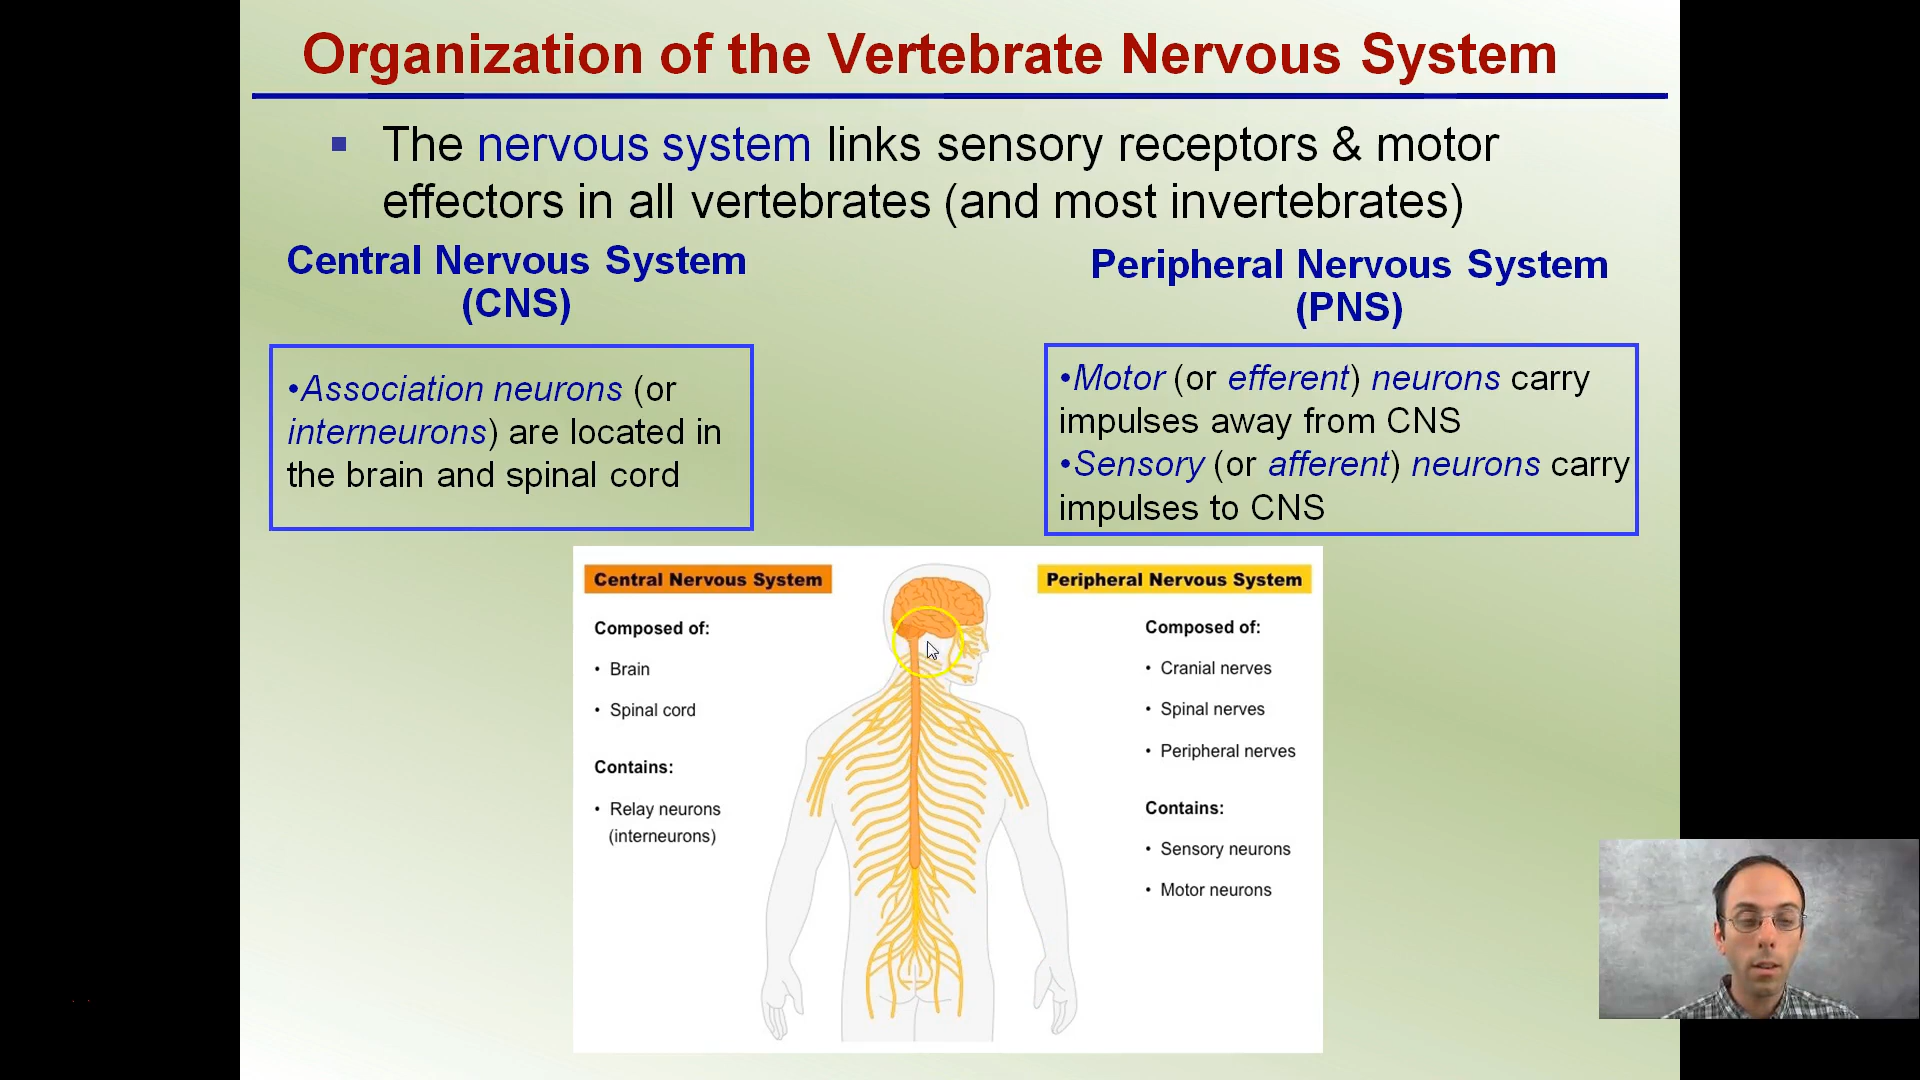 Organization of the Vertebrate Nervous System
▪ The nervous system links sensory receptors & motor
effectors in all vertebrates (and most invertebrates)
Central Nervous System
(CNS)
•Association neurons (or
interneurons) are located in
the brain and spinal cord
Peripheral Nervous System
(PNS)
•Motor (or efferent) neurons carry
impulses away from CNS
•Sensory (or afferent) neurons carry
impulses to CNS
Central Nervous System
Composed of:
• Brain
• Spinal cord
Contains:
• Relay neurons
(interneurons)
Peripheral Nervous System
Composed of:
• Cranial nerves
• Spinal nerves
• Peripheral nerves
Contains:
• Sensory neurons
• Motor neurons